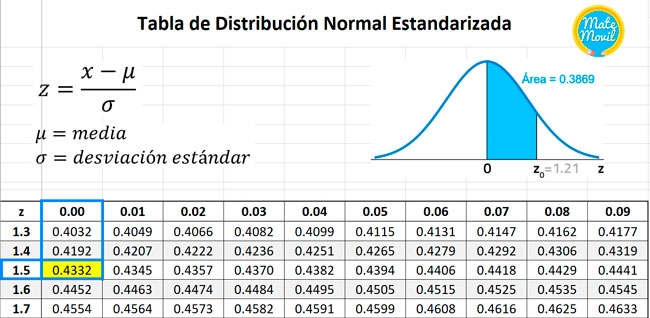 Tabla de Distribución Normal Estandarizada
Mate
Movil
z = x − μ / σ
μ = media
σ = desviación estándar
Área = 0.3869
0 z₀=1.21 z
z 0.00 0.01 0.02 0.03 0.04 0.05 0.06 0.07 0.08 0.09
1.3 0.4032 0.4049 0.4066 0.4082 0.4099 0.4115 0.4131 0.4147 0.4162 0.4177
1.4 0.4192 0.4207 0.4222 0.4236 0.4251 0.4265 0.4279 0.4292 0.4306 0.4319
1.5 0.4332 0.4345 0.4357 0.4370 0.4382 0.4394 0.4406 0.4418 0.4429 0.4441
1.6 0.4452 0.4463 0.4474 0.4484 0.4495 0.4505 0.4515 0.4525 0.4535 0.4545
1.7 0.4554 0.4564 0.4573 0.4582 0.4591 0.4599 0.4608 0.4616 0.4625 0.4633